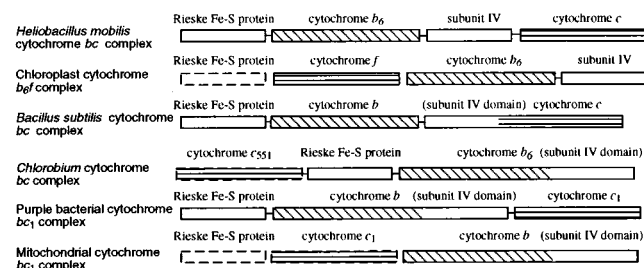 Rieske Fe-S protein cytochrome b6 subunit IV cytochrome c
Heliobacillus mobilis
cytochrome bc complex
Rieske Fe-S protein cytochrome f cytochrome b6 subunit IV
Chloroplast cytochrome
b6f complex
Rieske Fe-S protein cytochrome b (subunit IV domain) cytochrome c
Bacillus subtilis cytochrome
bc complex
cytochrome c551 Rieske Fe-S protein cytochrome b6 (subunit IV domain)
Chlorobium cytochrome
bc complex
Rieske Fe-S protein cytochrome b (subunit IV domain) cytochrome c1
Purple bacterial cytochrome
bc1 complex
Rieske Fe-S protein cytochrome c1 cytochrome b (subunit IV domain)
Mitochondrial cytochrome
bc1 complex